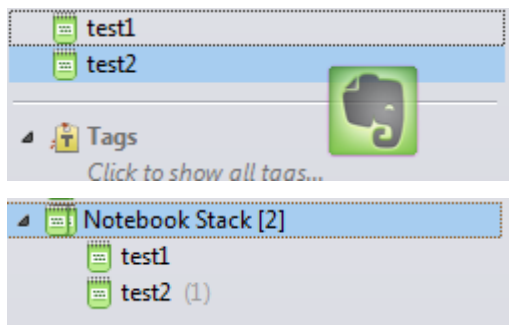 test1
test2
Tags
Click to show all tags...
Notebook Stack [2]
test1
test2 (1)